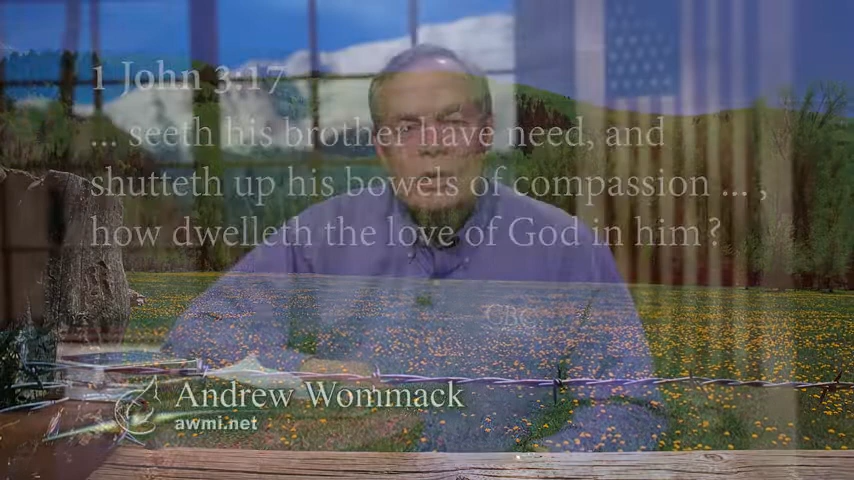 1 John 3:17
... seeth his brother have need, and
shutteth up his bowels of compassion ... ,
how dwelleth the love of God in him?
CBC
Andrew Wommack
awmi.net